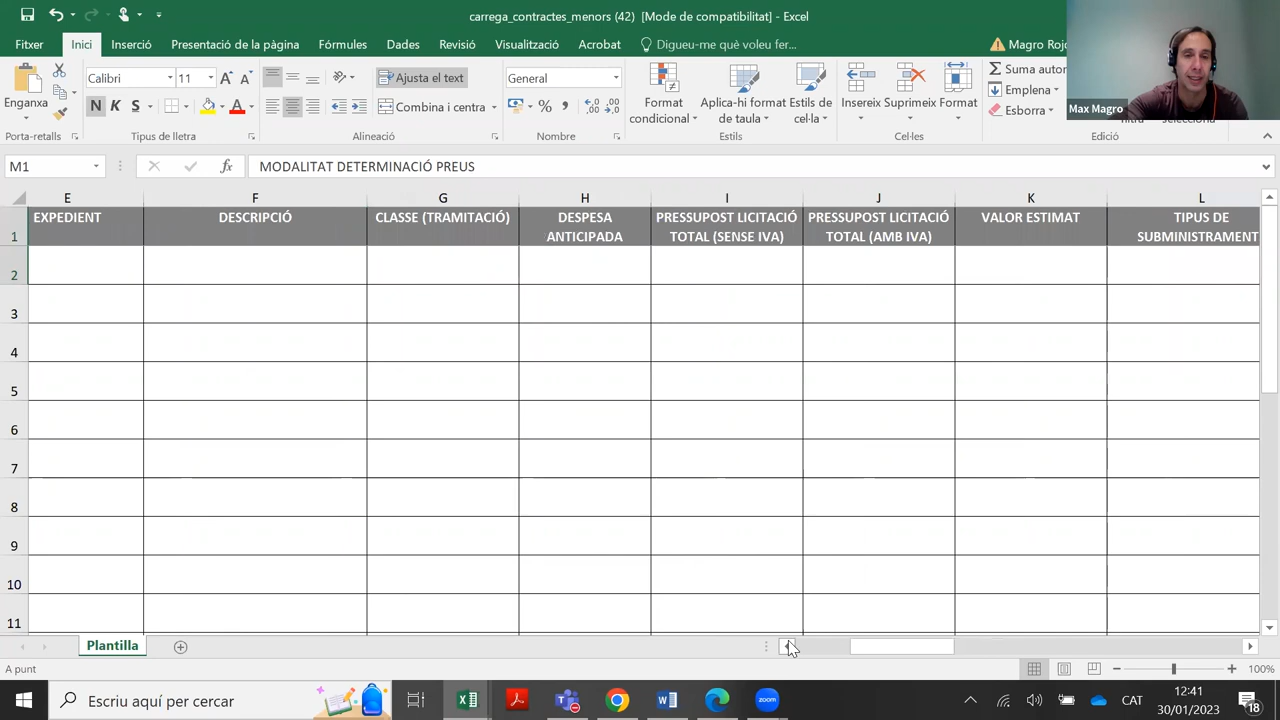 carrega_contractes_menors (42) [Mode de compatibilitat] - Excel
Fitxer Inici Inserció Presentació de la pàgina Fórmules Dades Revisió Visualització Acrobat Digueu-me què voleu fer... Magro Rojo
Enganxa
Porta-retalls
Calibri 11
N K S
Tipus de lletra
Ajusta el text
Combina i centra
Alineació
General
%
Nombre
Format condicional
Aplica-hi format de taula
Estils de cel·la
Estils
Insereix Suprimeix Format
Cel·les
Suma autom
Emplena
Esborra
Edició
Max Magro
M1 fx MODALITAT DETERMINACIÓ PREUS
E F G H I J K L
1
EXPEDIENT
DESCRIPCIÓ
CLASSE (TRAMITACIÓ)
DESPESA ANTICIPADA
PRESSUPOST LICITACIÓ TOTAL (SENSE IVA)
PRESSUPOST LICITACIÓ TOTAL (AMB IVA)
VALOR ESTIMAT
TIPUS DE SUBMINISTRAMENT
2
3
4
5
6
7
8
9
10
11
Plantilla
A punt 100%
Escriu aquí per cercar
CAT
12:41
30/01/2023
18
zoom